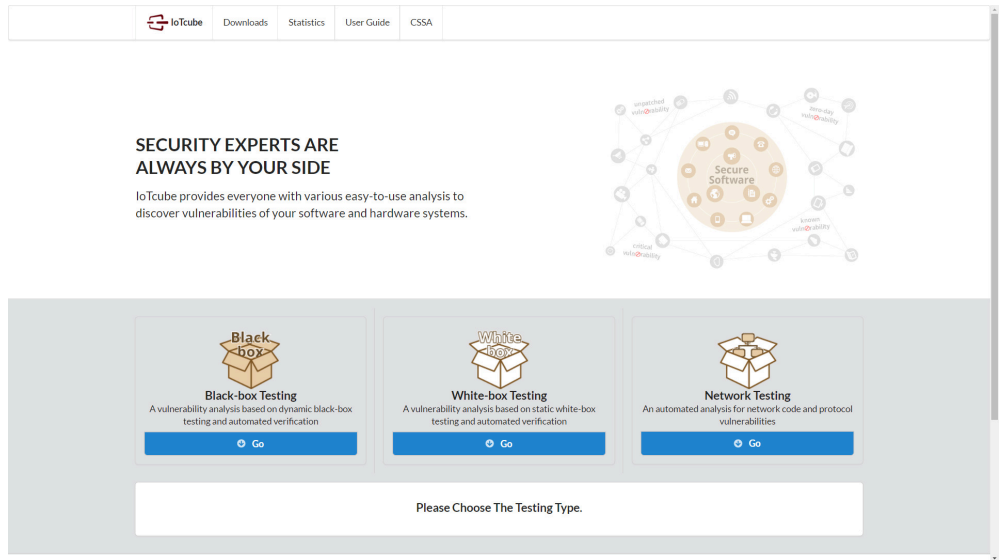 IoTcube
Downloads
Statistics
User Guide
CSSA
SECURITY EXPERTS ARE
ALWAYS BY YOUR SIDE
IoTcube provides everyone with various easy-to-use analysis to
discover vulnerabilities of your software and hardware systems.
unpatched
vulnerability
zero-day
vulnerability
Secure
Software
known
vulnerability
critical
vulnerability
Black
box
Black-box Testing
A vulnerability analysis based on dynamic black-box
testing and automated verification
Go
White
box
White-box Testing
A vulnerability analysis based on static white-box
testing and automated verification
Go
Network Testing
An automated analysis for network code and protocol
vulnerabilities
Go
Please Choose The Testing Type.